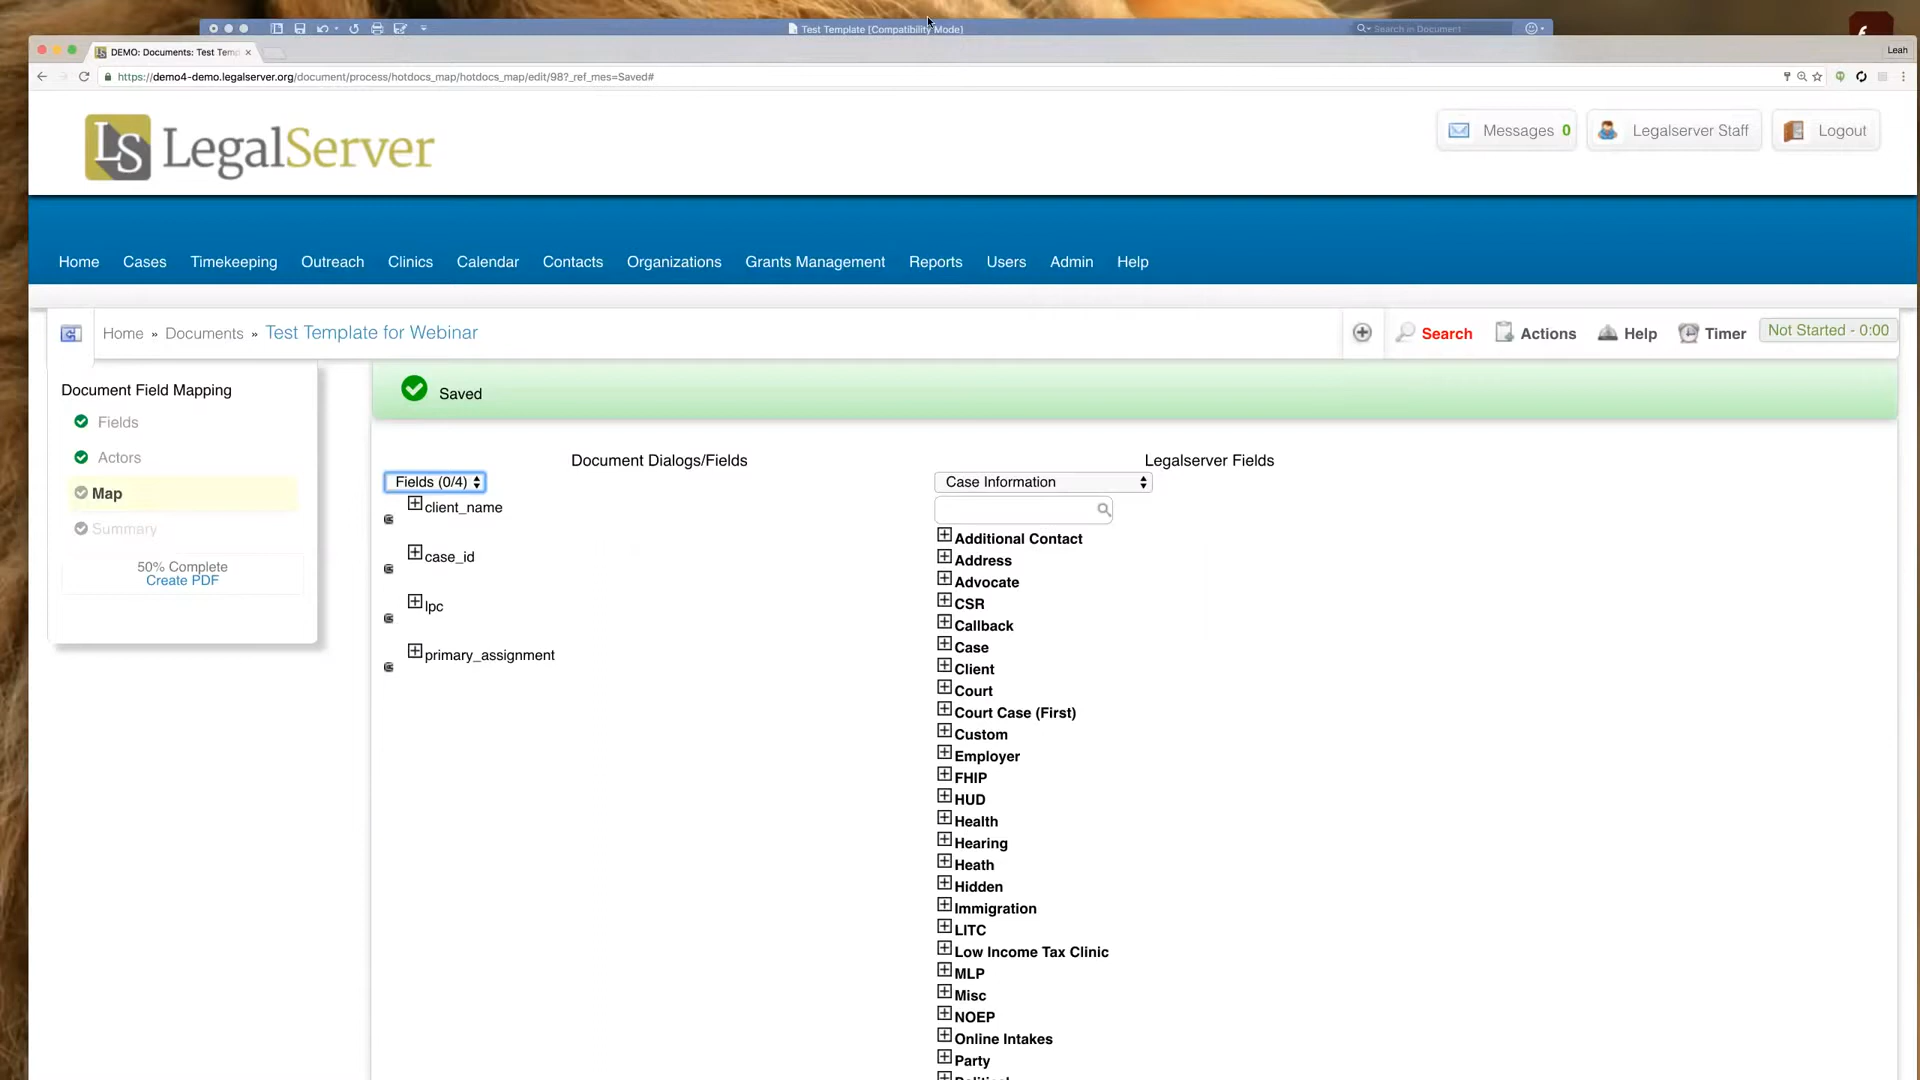 Test Template [Compatibility Mode]
Search in Document
DEMO: Documents: Test Temp
Leah
https://demo4-demo.legalserver.org/document/process/hotdocs_map/hotdocs_map/edit/98?_ref_mes=Saved#
LS LegalServer
Messages 0
Legalserver Staff
Logout
Home Cases Timekeeping Outreach Clinics Calendar Contacts Organizations Grants Management Reports Users Admin Help
Home » Documents » Test Template for Webinar
Search Actions Help Timer Not Started - 0:00
Document Field Mapping
Fields
Actors
Map
Summary
50% Complete
Create PDF
Saved
Document Dialogs/Fields
Fields (0/4)
client_name
case_id
lpc
primary_assignment
Legalserver Fields
Case Information
Additional Contact
Address
Advocate
CSR
Callback
Case
Client
Court
Court Case (First)
Custom
Employer
FHIP
HUD
Health
Hearing
Heath
Hidden
Immigration
LITC
Low Income Tax Clinic
MLP
Misc
NOEP
Online Intakes
Party